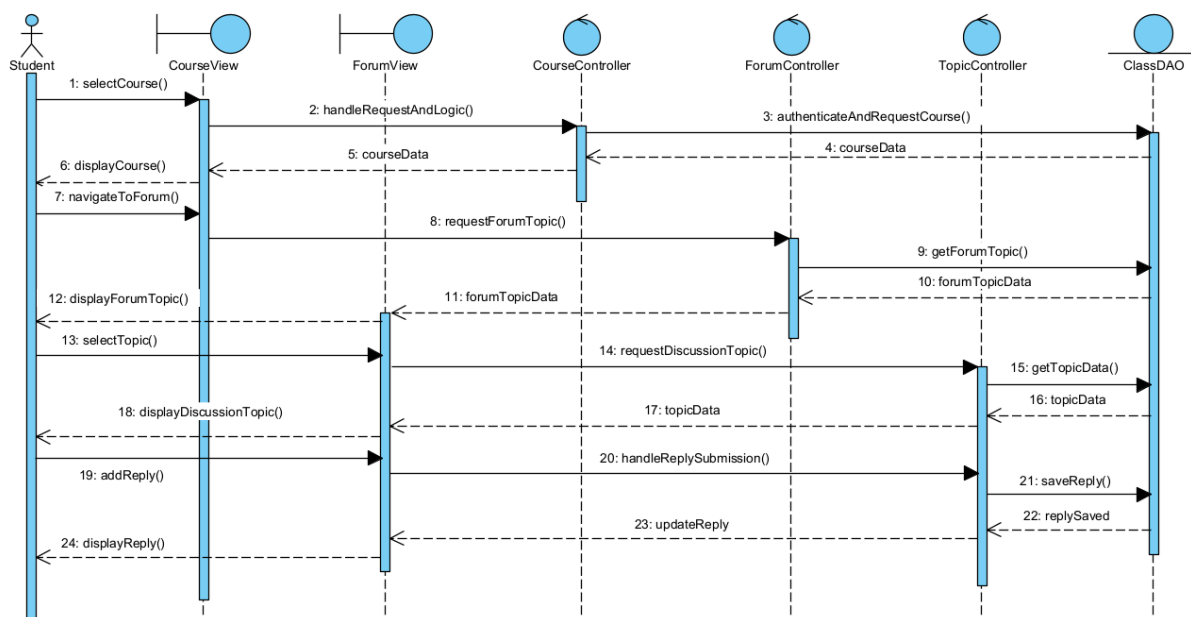 Student
CourseView
ForumView
CourseController
ForumController
TopicController
ClassDAO
1: selectCourse()
2: handleRequestAndLogic()
3: authenticateAndRequestCourse()
4: courseData
5: courseData
6: displayCourse()
7: navigateToForum()
8: requestForumTopic()
9: getForumTopic()
10: forumTopicData
11: forumTopicData
12: displayForumTopic()
13: selectTopic()
14: requestDiscussionTopic()
15: getTopicData()
16: topicData
17: topicData
18: displayDiscussionTopic()
19: addReply()
20: handleReplySubmission()
21: saveReply()
22: replySaved
23: updateReply
24: displayReply()